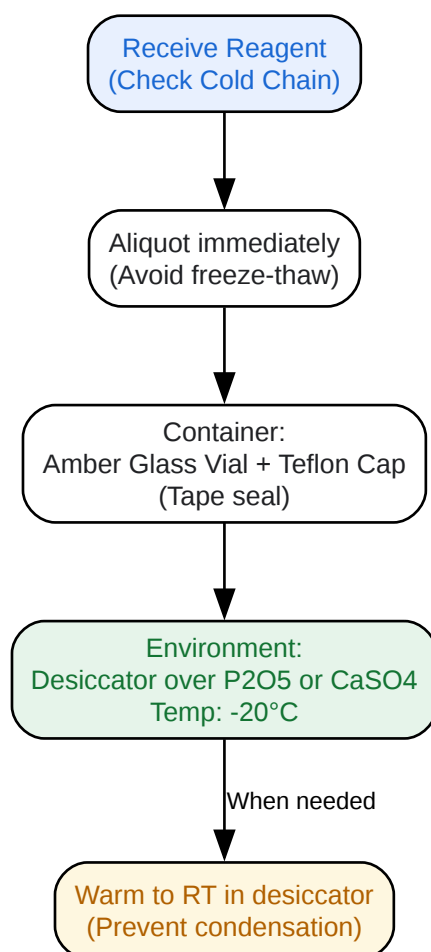 Receive Reagent
(Check Cold Chain)
Aliquot immediately
(Avoid freeze-thaw)
Container:
Amber Glass Vial + Teflon Cap
(Tape seal)
Environment:
Desiccator over P2O5 or CaSO4
Temp: -20°C
When needed
Warm to RT in desiccator
(Prevent condensation)